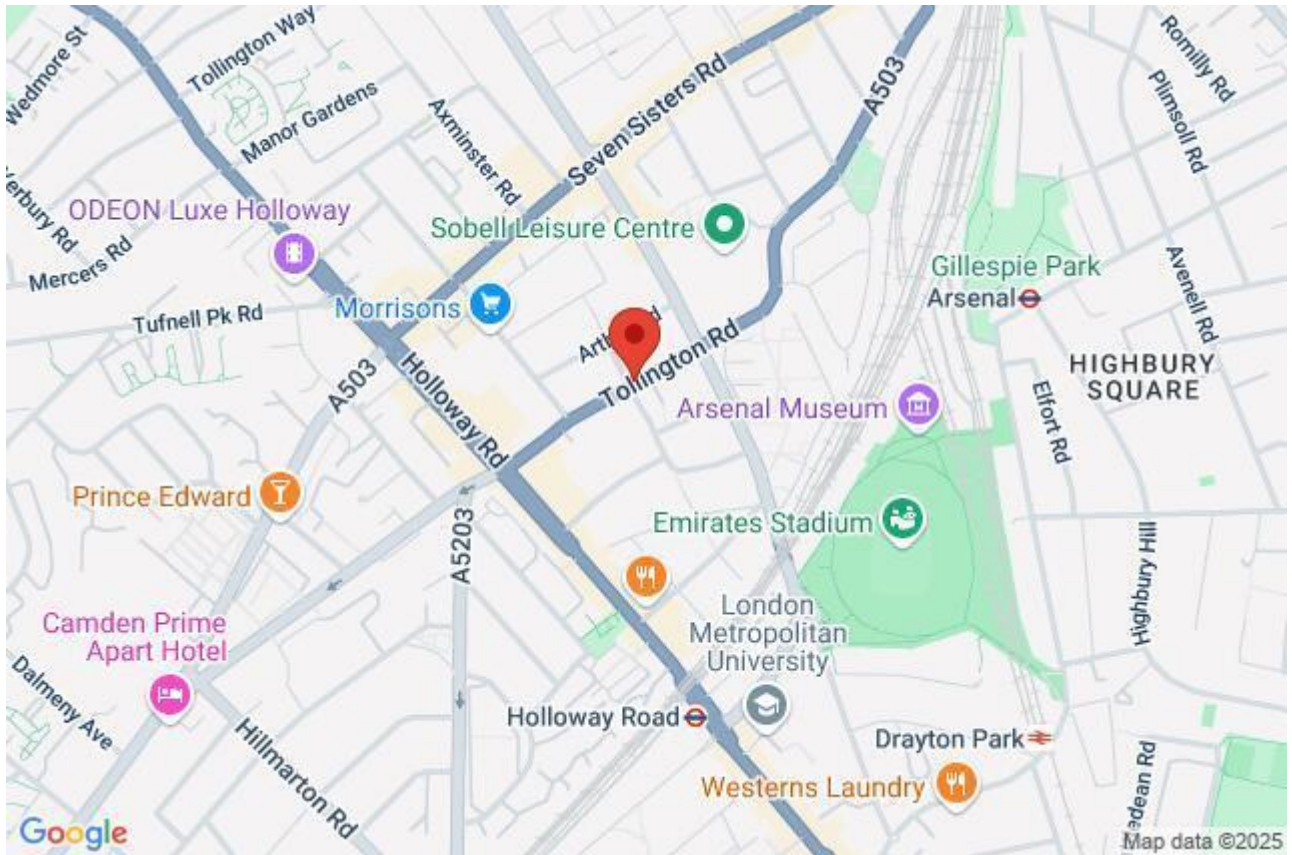 Wedmore St
Tollington Way
Manor Gardens
Axminster Rd
Seven Sisters Rd
A503
Romilly Rd
Plimsoll Rd
ODEON Luxe Holloway
Mercers Rd
Sobell Leisure Centre
Gillespie Park
Arsenal
Avenell Rd
Tufnell Pk Rd
Morrisons
Tollington Rd
HIGHBURY
SQUARE
A503
Holloway Rd
Arsenal Museum
Elfort Rd
Prince Edward
A5203
Emirates Stadium
Highbury Hill
London
Metropolitan
University
Camden Prime
Apart Hotel
Dalmeny Ave
Hillmarton Rd
Holloway Road
Drayton Park
Westerns Laundry
Google
Map data ©2025